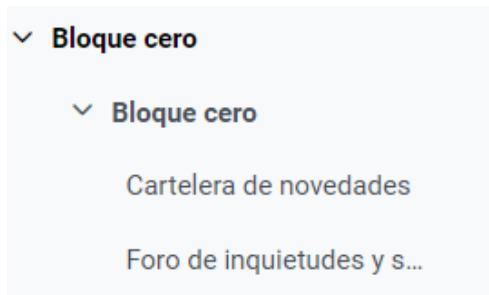 Bloque cero
Bloque cero
Cartelera de novedades
Foro de inquietudes y s...